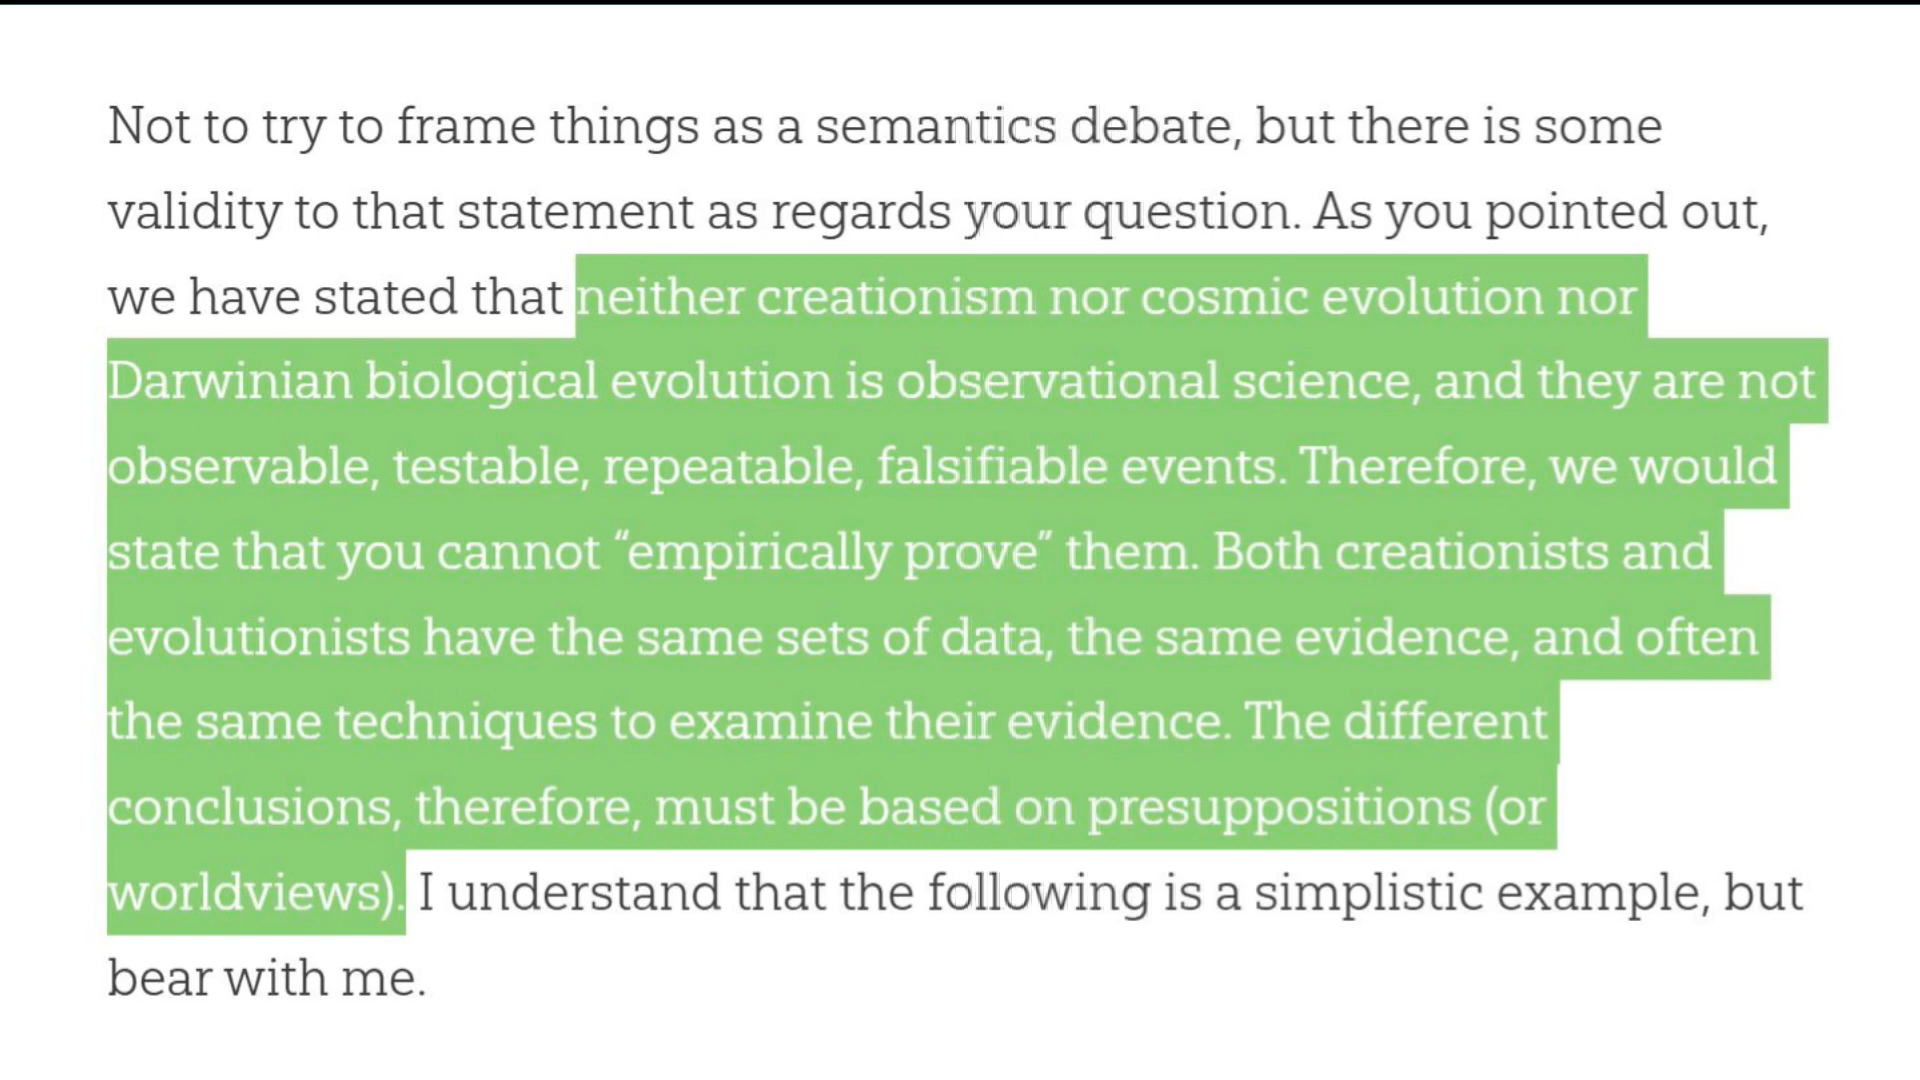 Not to try to frame things as a semantics debate, but there is some
validity to that statement as regards your question. As you pointed out,
we have stated that neither creationism nor cosmic evolution nor
Darwinian biological evolution is observational science, and they are not
observable, testable, repeatable, falsifiable events. Therefore, we would
state that you cannot “empirically prove” them. Both creationists and
evolutionists have the same sets of data, the same evidence, and often
the same techniques to examine their evidence. The different
conclusions, therefore, must be based on presuppositions (or
worldviews). I understand that the following is a simplistic example, but
bear with me.